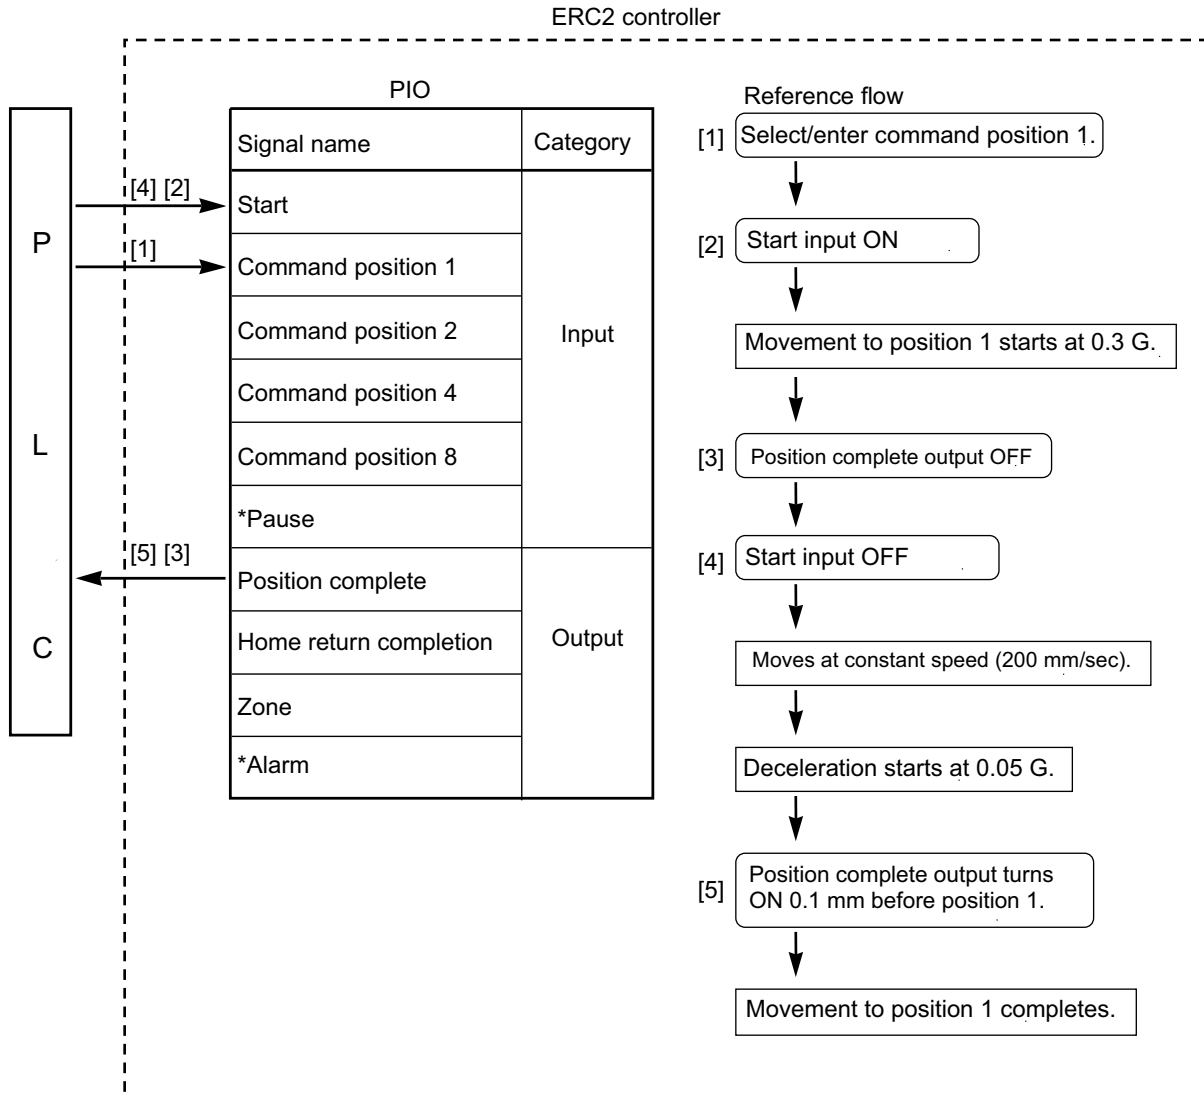 ERC2 controller
PIO
Signal name
Category
[4] [2]
Start
[1]
Command position 1
Command position 2
Input
Command position 4
Command position 8
*Pause
[5] [3]
Position complete
Home return completion
Output
Zone
*Alarm
P
L
C
Reference flow
[1]
Select/enter command position 1.
[2]
Start input ON
Movement to position 1 starts at 0.3 G.
[3]
Position complete output OFF
[4]
Start input OFF
Moves at constant speed (200 mm/sec).
Deceleration starts at 0.05 G.
[5]
Position complete output turns
ON 0.1 mm before position 1.
Movement to position 1 completes.